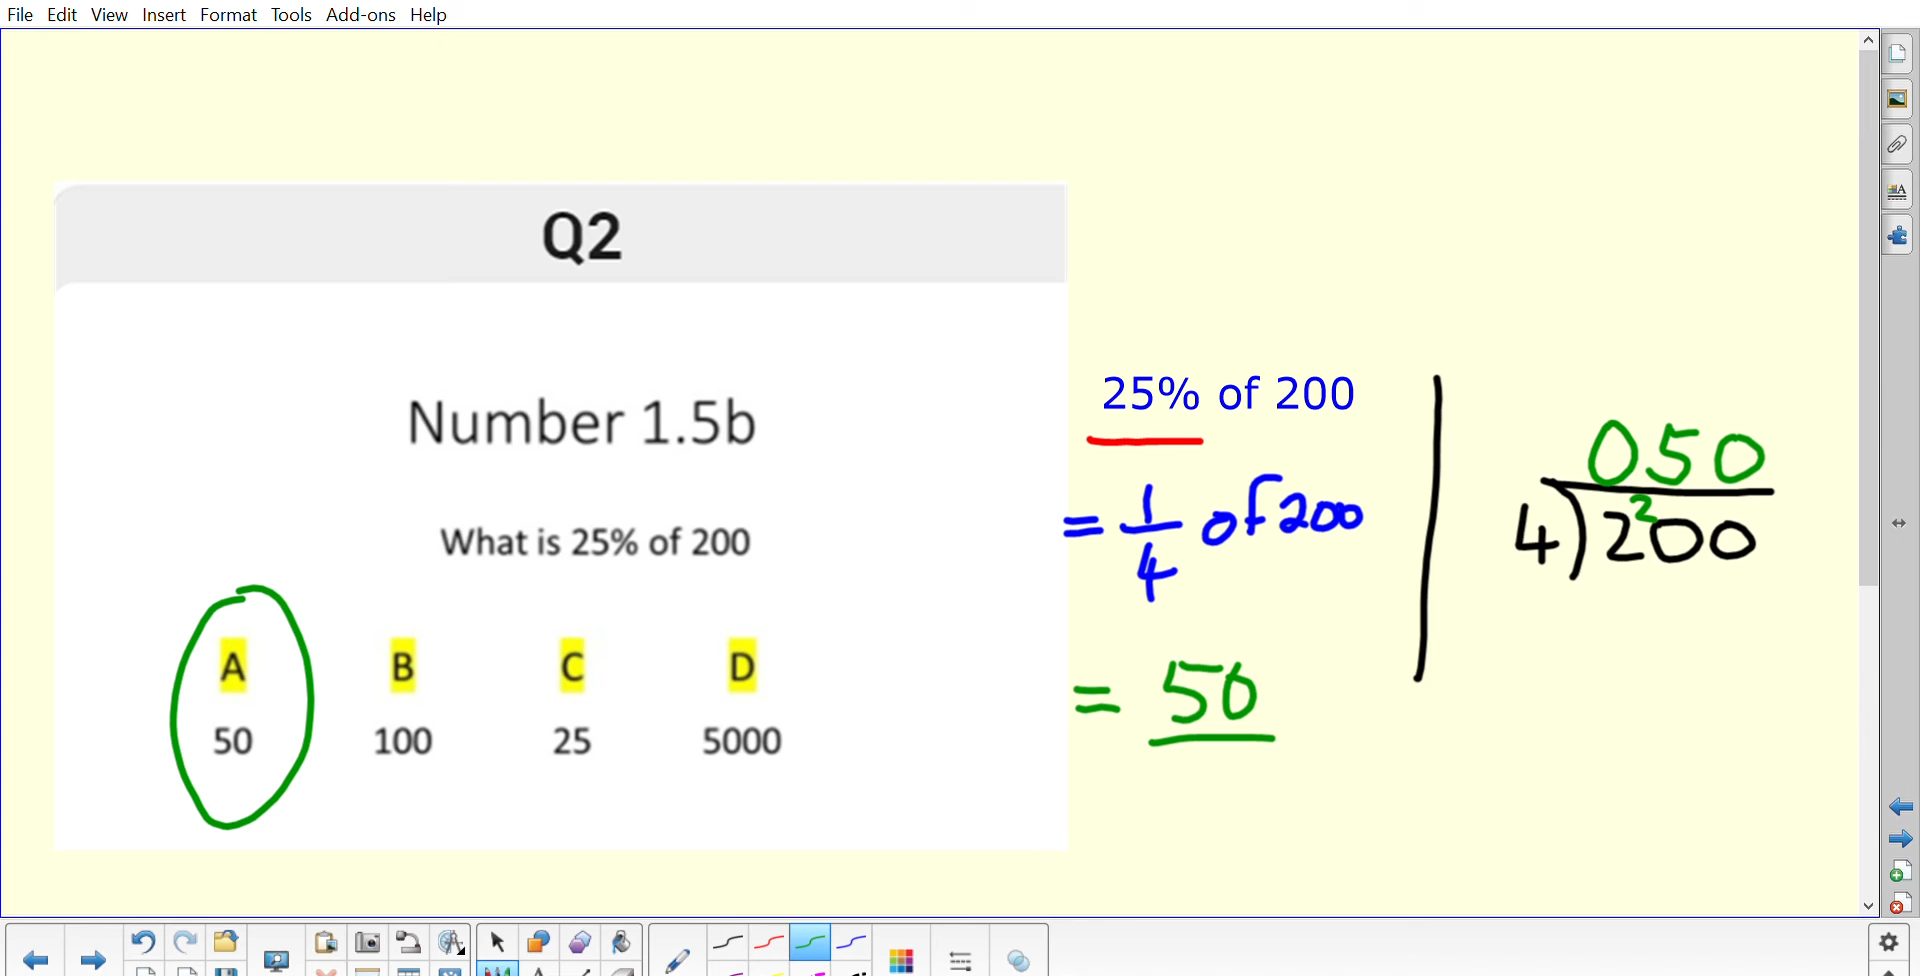 File Edit View Insert Format Tools Add-ons Help
Q2
Number 1.5b
What is 25% of 200
A B C D
50 100 25 5000
25% of 200
= 1/4 of 200
= 50
050
4)2²00